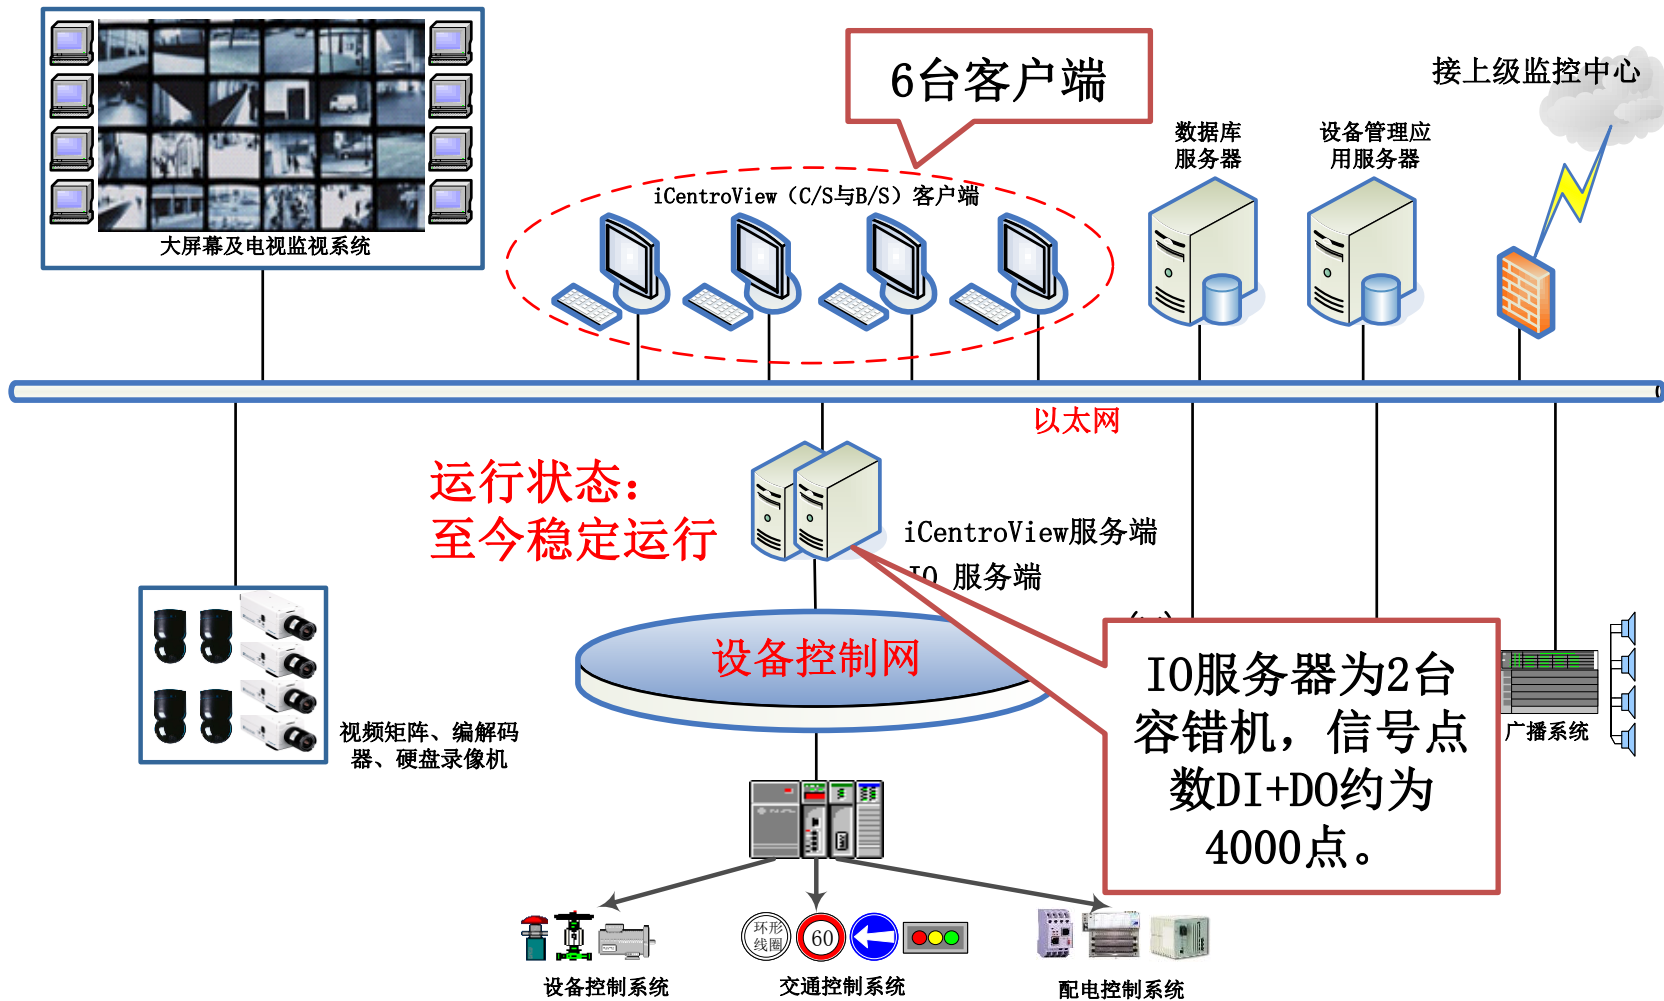 6台客户端
接上级监控中心
数据库
服务器
设备管理应
用服务器
iCentroView（C/S与B/S）客户端
大屏幕及电视监视系统
以太网
运行状态：
至今稳定运行
iCentroView服务端
IO 服务端
设备控制网
IO服务器为2台
容错机，信号点
数DI+DO约为
4000点。
视频矩阵、编解码
器、硬盘录像机
广播系统
环形
线圈
60
设备控制系统
交通控制系统
配电控制系统